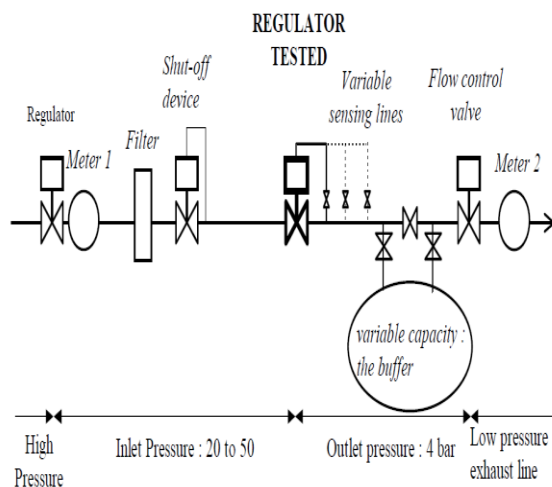 REGULATOR
TESTED
Shut-off
device
Variable
sensing lines
Flow control
valve
Regulator
Meter 1
Filter
Meter 2
variable capacity :
the buffer
High
Pressure
Inlet Pressure : 20 to 50
Outlet pressure : 4 bar
Low pressure
exhaust line